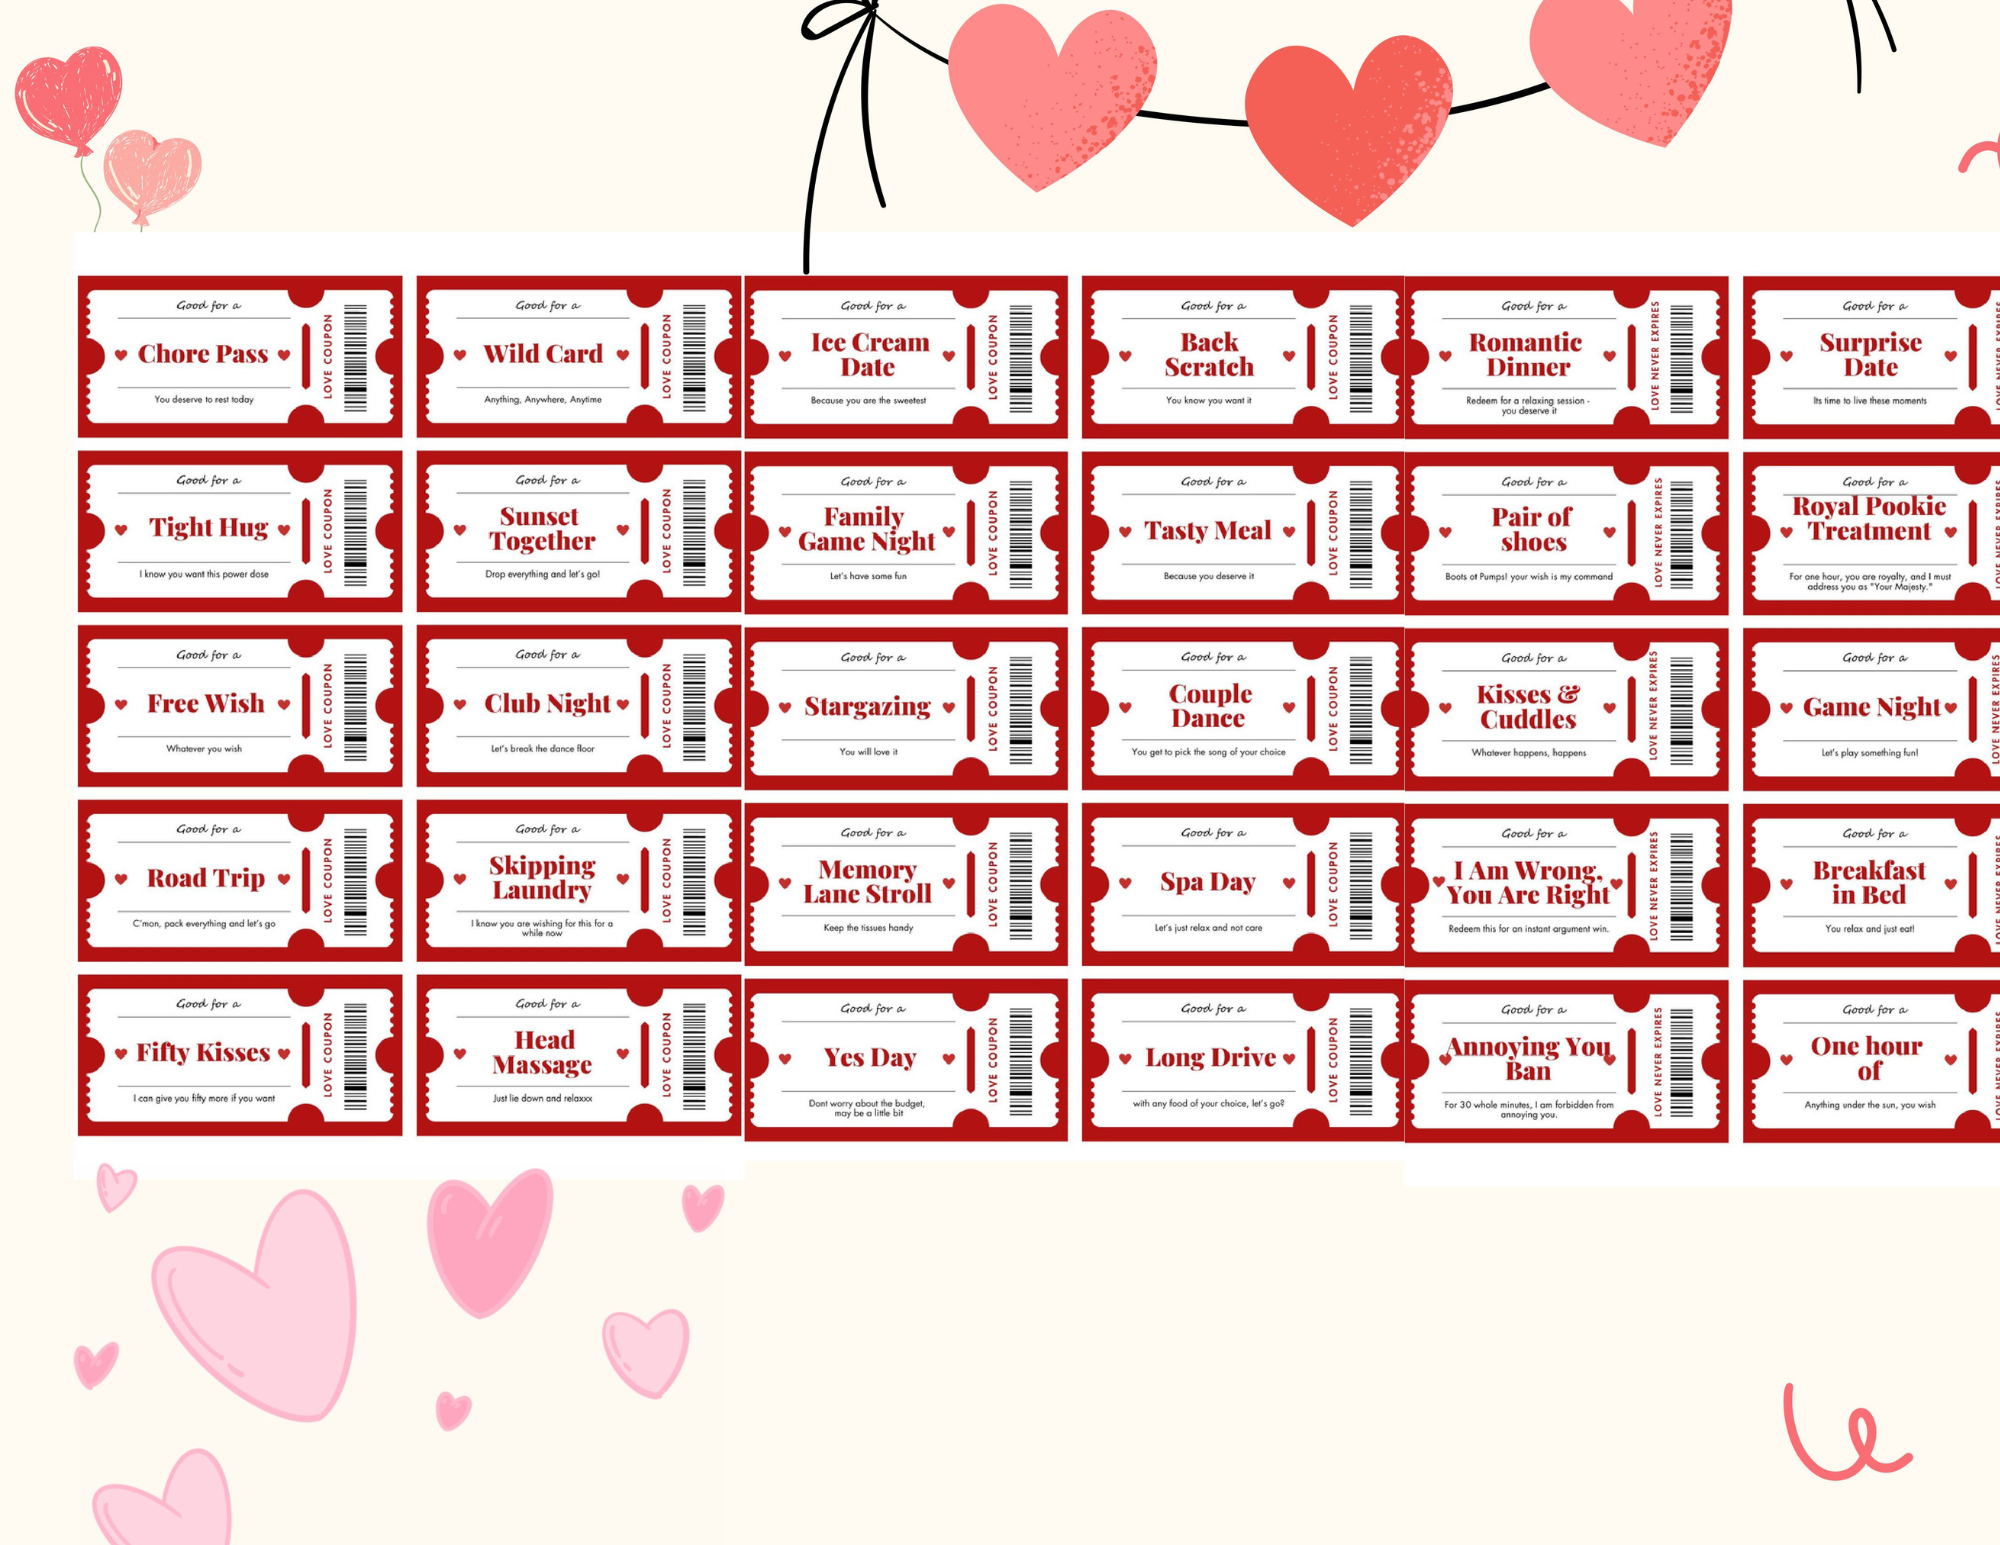 Good for a
Chore Pass
You deserve to rest today
LOVE COUPON
Good for a
Wild Card
Anything, Anywhere, Anytime
LOVE COUPON
Good for a
Ice Cream
Date
Because you are the sweetest
LOVE COUPON
Good for a
Back
Scratch
You know you want it
LOVE COUPON
Good for a
Romantic
Dinner
Redeem for a relaxing session -
you deserve it
LOVE NEVER EXPIRES
Good for a
Surprise
Date
Its time to live these moments
LOVE NEVER EXPIRES
Good for a
Tight Hug
I know you want this power dose
LOVE COUPON
Good for a
Sunset
Together
Drop everything and let's go!
LOVE COUPON
Good for a
Family
Game Night
Let's have some fun
LOVE COUPON
Good for a
Tasty Meal
Because you deserve it
LOVE COUPON
Good for a
Pair of
shoes
Boots ot Pumps! your wish is my command
LOVE NEVER EXPIRES
Good for a
Royal Pookie
Treatment
For one hour, you are royalty, and I must
address you as "Your Majesty."
LOVE NEVER EXPIRES
Good for a
Free Wish
Whatever you wish
LOVE COUPON
Good for a
Club Night
Let's break the dance floor
LOVE COUPON
Good for a
Stargazing
You will love it
LOVE COUPON
Good for a
Couple
Dance
You get to pick the song of your choice
LOVE COUPON
Good for a
Kisses &
Cuddles
Whatever happens, happens
LOVE NEVER EXPIRES
Good for a
Game Night
Let's play something fun!
LOVE NEVER EXPIRES
Good for a
Road Trip
C'mon, pack everything and let's go
LOVE COUPON
Good for a
Skipping
Laundry
I know you are wishing for this for a
while now
LOVE COUPON
Good for a
Memory
Lane Stroll
Keep the tissues handy
LOVE COUPON
Good for a
Spa Day
Let's just relax and not care
LOVE COUPON
Good for a
I Am Wrong,
You Are Right
Redeem this for an instant argument win.
LOVE NEVER EXPIRES
Good for a
Breakfast
in Bed
You relax and just eat!
LOVE NEVER EXPIRES
Good for a
Fifty Kisses
I can give you fifty more if you want
LOVE COUPON
Good for a
Head
Massage
Just lie down and relaxxx
LOVE COUPON
Good for a
Yes Day
Dont worry about the budget,
may be a little bit
LOVE COUPON
Good for a
Long Drive
with any food of your choice, let's go?
LOVE COUPON
Good for a
Annoying You
Ban
For 30 whole minutes, I am forbidden from
annoying you.
LOVE NEVER EXPIRES
Good for a
One hour
of
Anything under the sun, you wish
LOVE NEVER EXPIRES